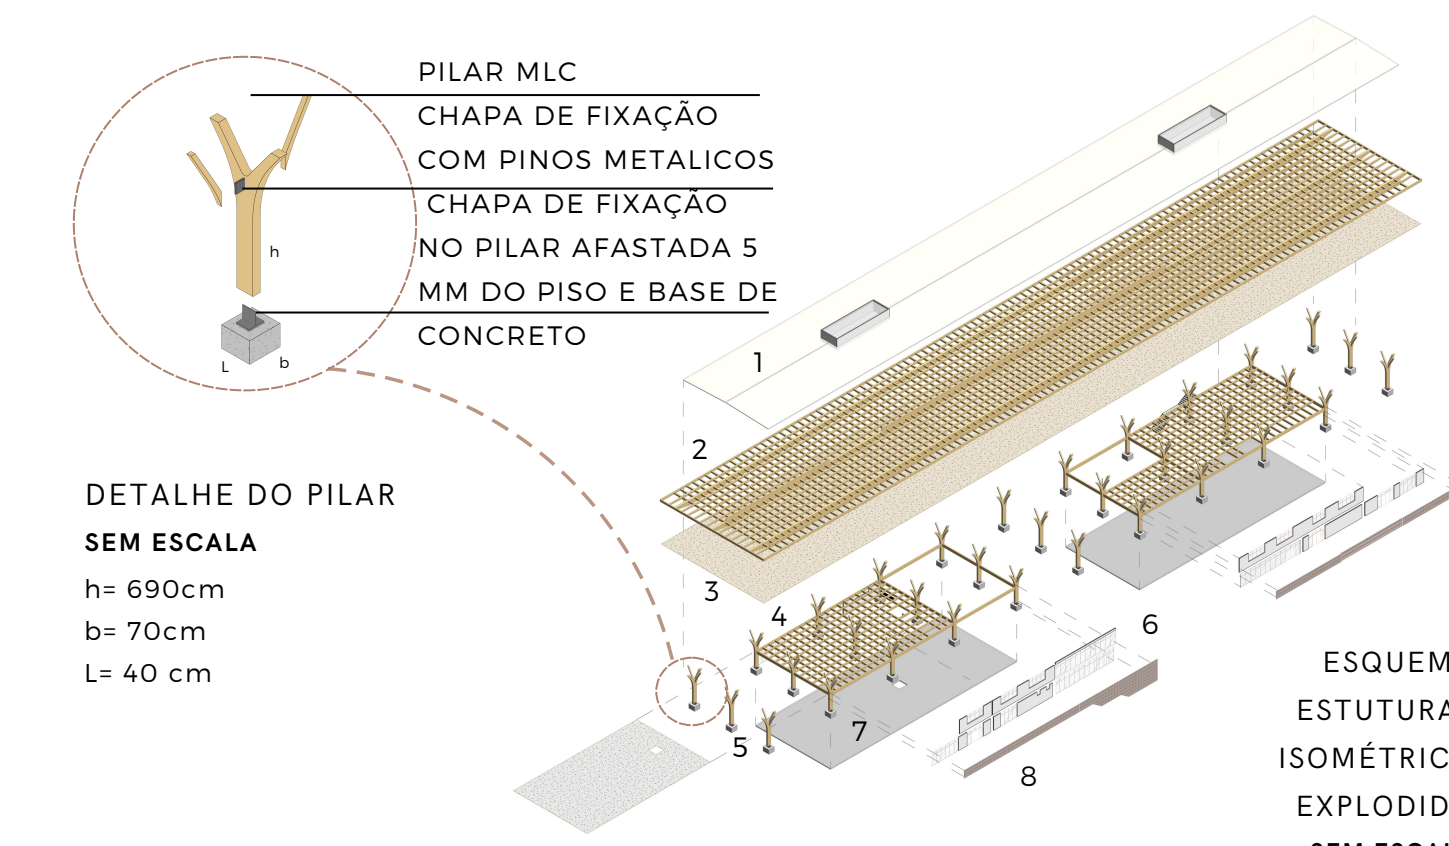 PILAR MLC
CHAPA DE FIXAÇÃO
COM PINOS METALICOS
CHAPA DE FIXAÇÃO
NO PILAR AFASTADA 5
MM DO PISO E BASE DE
CONCRETO
h
L
b
DETALHE DO PILAR
SEM ESCALA
h= 690cm
b= 70cm
L= 40 cm
1
2
3
4
5
6
7
8
ESQUEM
ESTUTURA
ISOMÉTRIC
EXPLODID